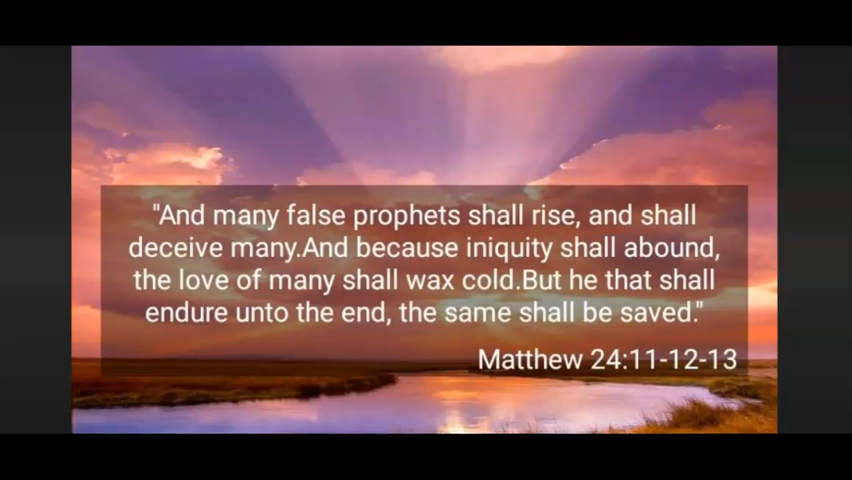 "And many false prophets shall rise, and shall
deceive many.And because iniquity shall abound,
the love of many shall wax cold.But he that shall
endure unto the end, the same shall be saved."
Matthew 24:11-12-13